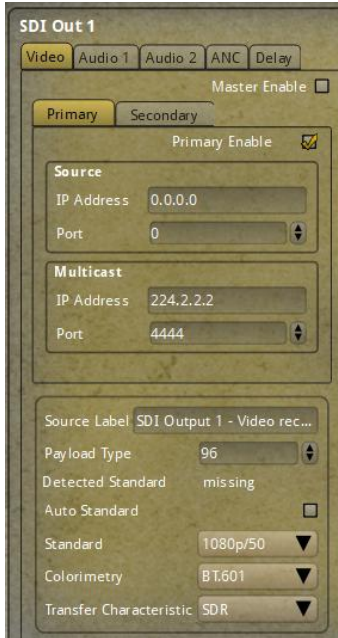 SDI Out 1
Video Audio 1 Audio 2 ANC Delay
Master Enable
Primary Secondary
Primary Enable
Source
IP Address 0.0.0.0
Port 0
Multicast
IP Address 224.2.2.2
Port 4444
Source Label SDI Output 1 - Video rec...
Payload Type 96
Detected Standard missing
Auto Standard
Standard 1080p/50
Colorimetry BT.601
Transfer Characteristic SDR